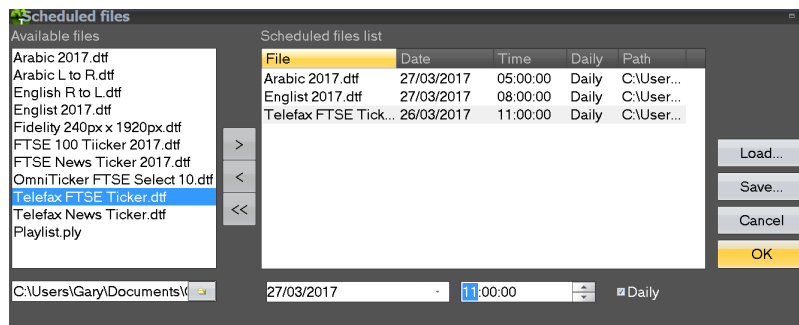 Scheduled files
Available files
Arabic 2017.dtf
Arabic L to R.dtf
English R to L.dtf
Englist 2017.dtf
Fidelity 240px x 1920px.dtf
FTSE 100 Tiicker 2017.dtf
FTSE News Ticker 2017.dtf
OmniTicker FTSE Select 10.dtf
Telefax FTSE Ticker.dtf
Telefax News Ticker.dtf
Playlist.ply
C:\Users\Gary\Documents\
>
<
<<
Scheduled files list
File Date Time Daily Path
Arabic 2017.dtf 27/03/2017 05:00:00 Daily C:\User...
Englist 2017.dtf 27/03/2017 08:00:00 Daily C:\User...
Telefax FTSE Tick... 26/03/2017 11:00:00 Daily C:\User...
27/03/2017 11:00:00 Daily
Load...
Save...
Cancel
OK